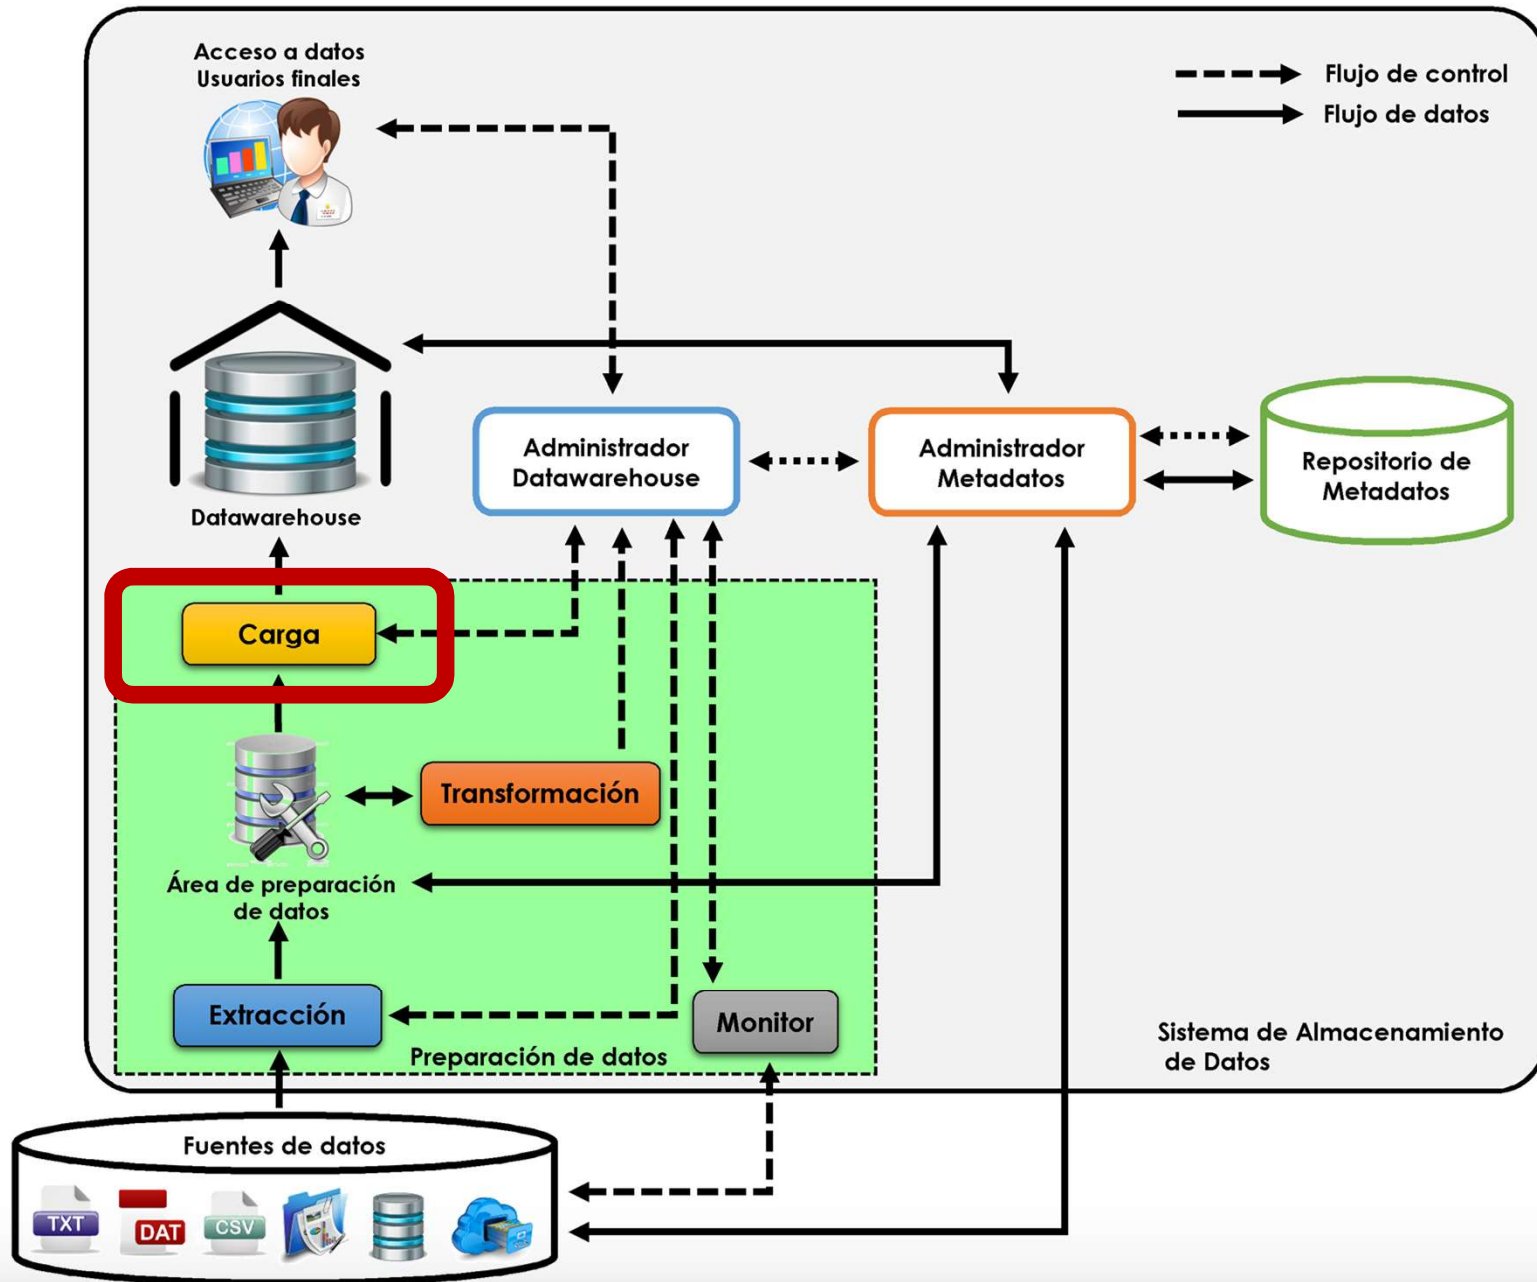 Acceso a datos
Usuarios finales
Flujo de control
Flujo de datos
Administrador
Datawarehouse
Administrador
Metadatos
Repositorio de
Metadatos
Datawarehouse
Carga
Transformación
Área de preparación
de datos
Extracción
Monitor
Preparación de datos
Sistema de Almacenamiento
de Datos
Fuentes de datos
TXT
DAT
CSV